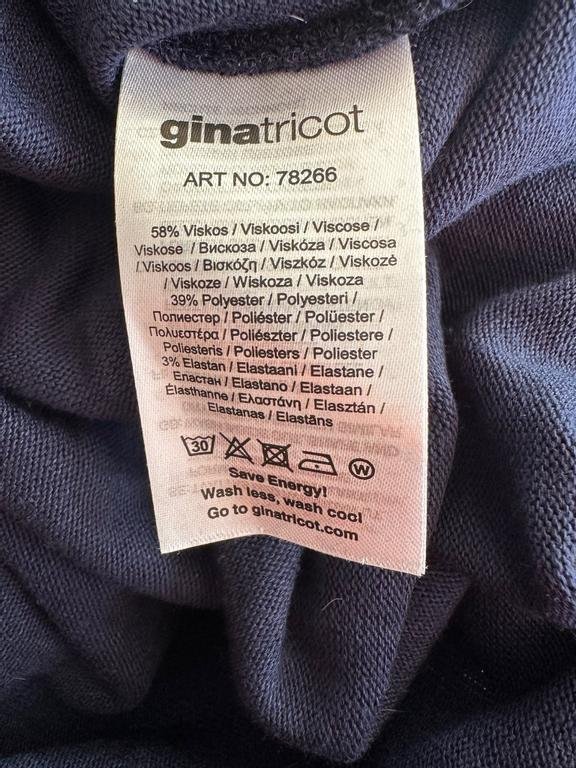 ginatricot
ART NO: 78266
58% Viskos / Viskoosi / Viscose /
Viskose / Вискоза / Viskóza / Viscosa
/ Viskoos / Βισκόζη / Viszkóz / Viskozė
/ Viskoze / Wiskoza / Viskoza
39% Polyester / Polyesteri /
Полиестер / Poliéster / Polüester /
Πολυεστέρα / Poliészter / Poliestere /
Poliesteris / Poliesters / Poliester
3% Elastan / Elastaani / Elastane /
Еластан / Elastano / Elastaan /
Élasthanne / Ελαστάνη / Elasztán /
Elastanas / Elastāns
30 W
Save Energy!
Wash less, wash cool
Go to ginatricot.com